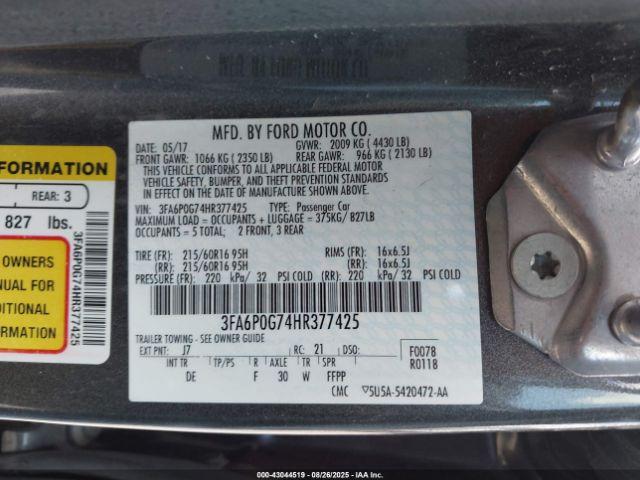 MFD. BY FORD MOTOR CO.
DATE: 05/17 GVWR: 2009 KG ( 4430 LB)
FRONT GAWR: 1066 KG ( 2350 LB) REAR GAWR: 966 KG ( 2130 LB)
THIS VEHICLE CONFORMS TO ALL APPLICABLE FEDERAL MOTOR
VEHICLE SAFETY, BUMPER, AND THEFT PREVENTION STANDARDS
IN EFFECT ON THE DATE OF MANUFACTURE SHOWN ABOVE.
VIN: 3FA6P0G74HR377425 TYPE: Passenger Car
MAXIMUM LOAD = OCCUPANTS + LUGGAGE = 375KG/ 827LB
OCCUPANTS = 5 TOTAL; 2 FRONT, 3 REAR
TIRE (FR): 215/60R16 95H RIMS (FR): 16x6.5J
(RR): 215/60R16 95H (RR): 16x6.5J
PRESSURE (FR): 220 kPa/ 32 PSI COLD (RR): 220 kPa/ 32 PSI COLD
3FA6P0G74HR377425
TRAILER TOWING - SEE OWNER GUIDE
EXT PNT: J7 RC: 21 DSO: F0078
INT TR TP/PS R AXLE TR SPR R0118
DE F 30 W FFPP
CMC 5U5A-5420472-AA
FORMATION
REAR: 3
827 lbs.
OWNERS
NUAL FOR
DITIONAL
ORMATION
3FA6P0G74HR377425
000-43044519 08/26/2025 IAAI.com